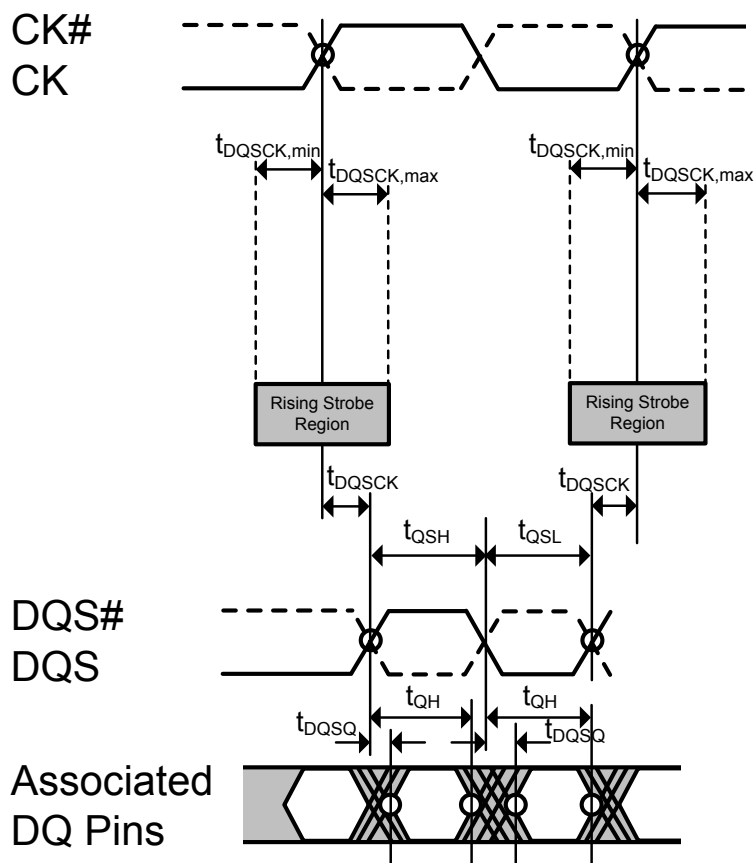 CK#
CK
tDQSCK,min
tDQSCK,max
tDQSCK,min
tDQSCK,max
Rising Strobe
Region
Rising Strobe
Region
tDQSCK
tDQSCK
tQSH
tQSL
DQS#
DQS
tQH
tQH
tDQSQ
tDQSQ
Associated
DQ Pins